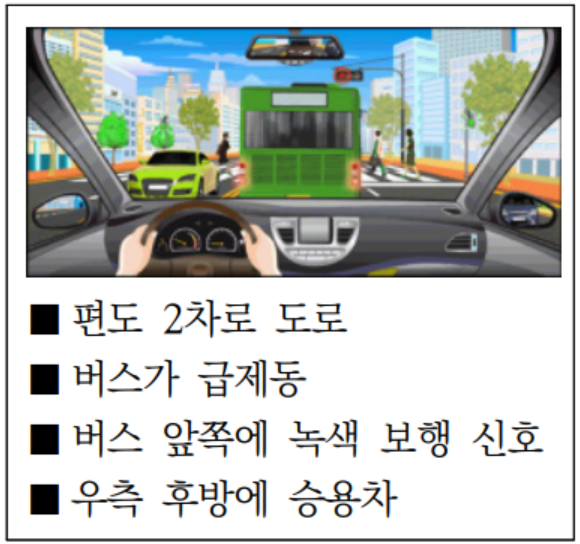 ■ 편도 2차로 도로
■ 버스가 급제동
■ 버스 앞쪽에 녹색 보행 신호
■ 우측 후방에 승용차